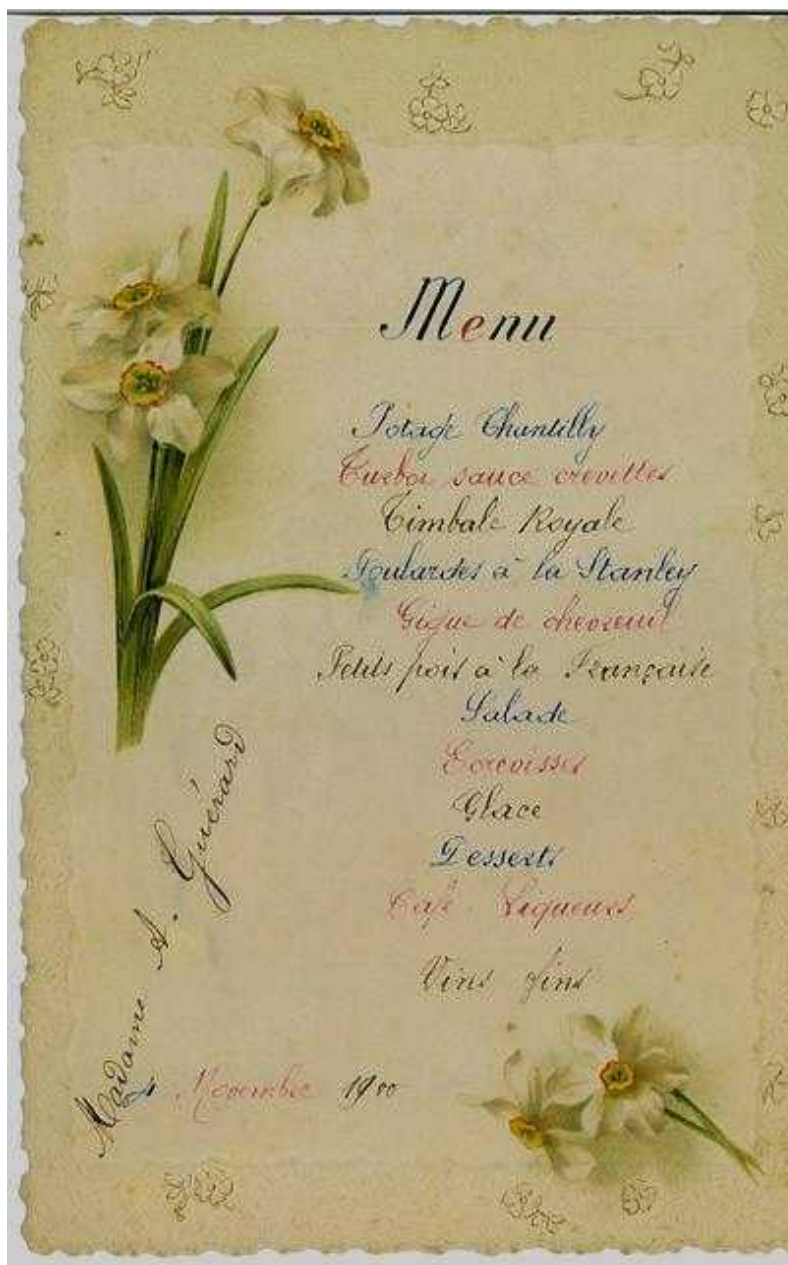 Menu
Potage Chantilly
Turbot sauce crevettes
Timbale Royale
Poulardes à la Stanley
Gigue de chevreuil
Petits pois à la Française
Salade
Ecrevisses
Glace
Desserts
Café. Liqueurs
Vins fins
Madame A. Guérard
Novembre 1900